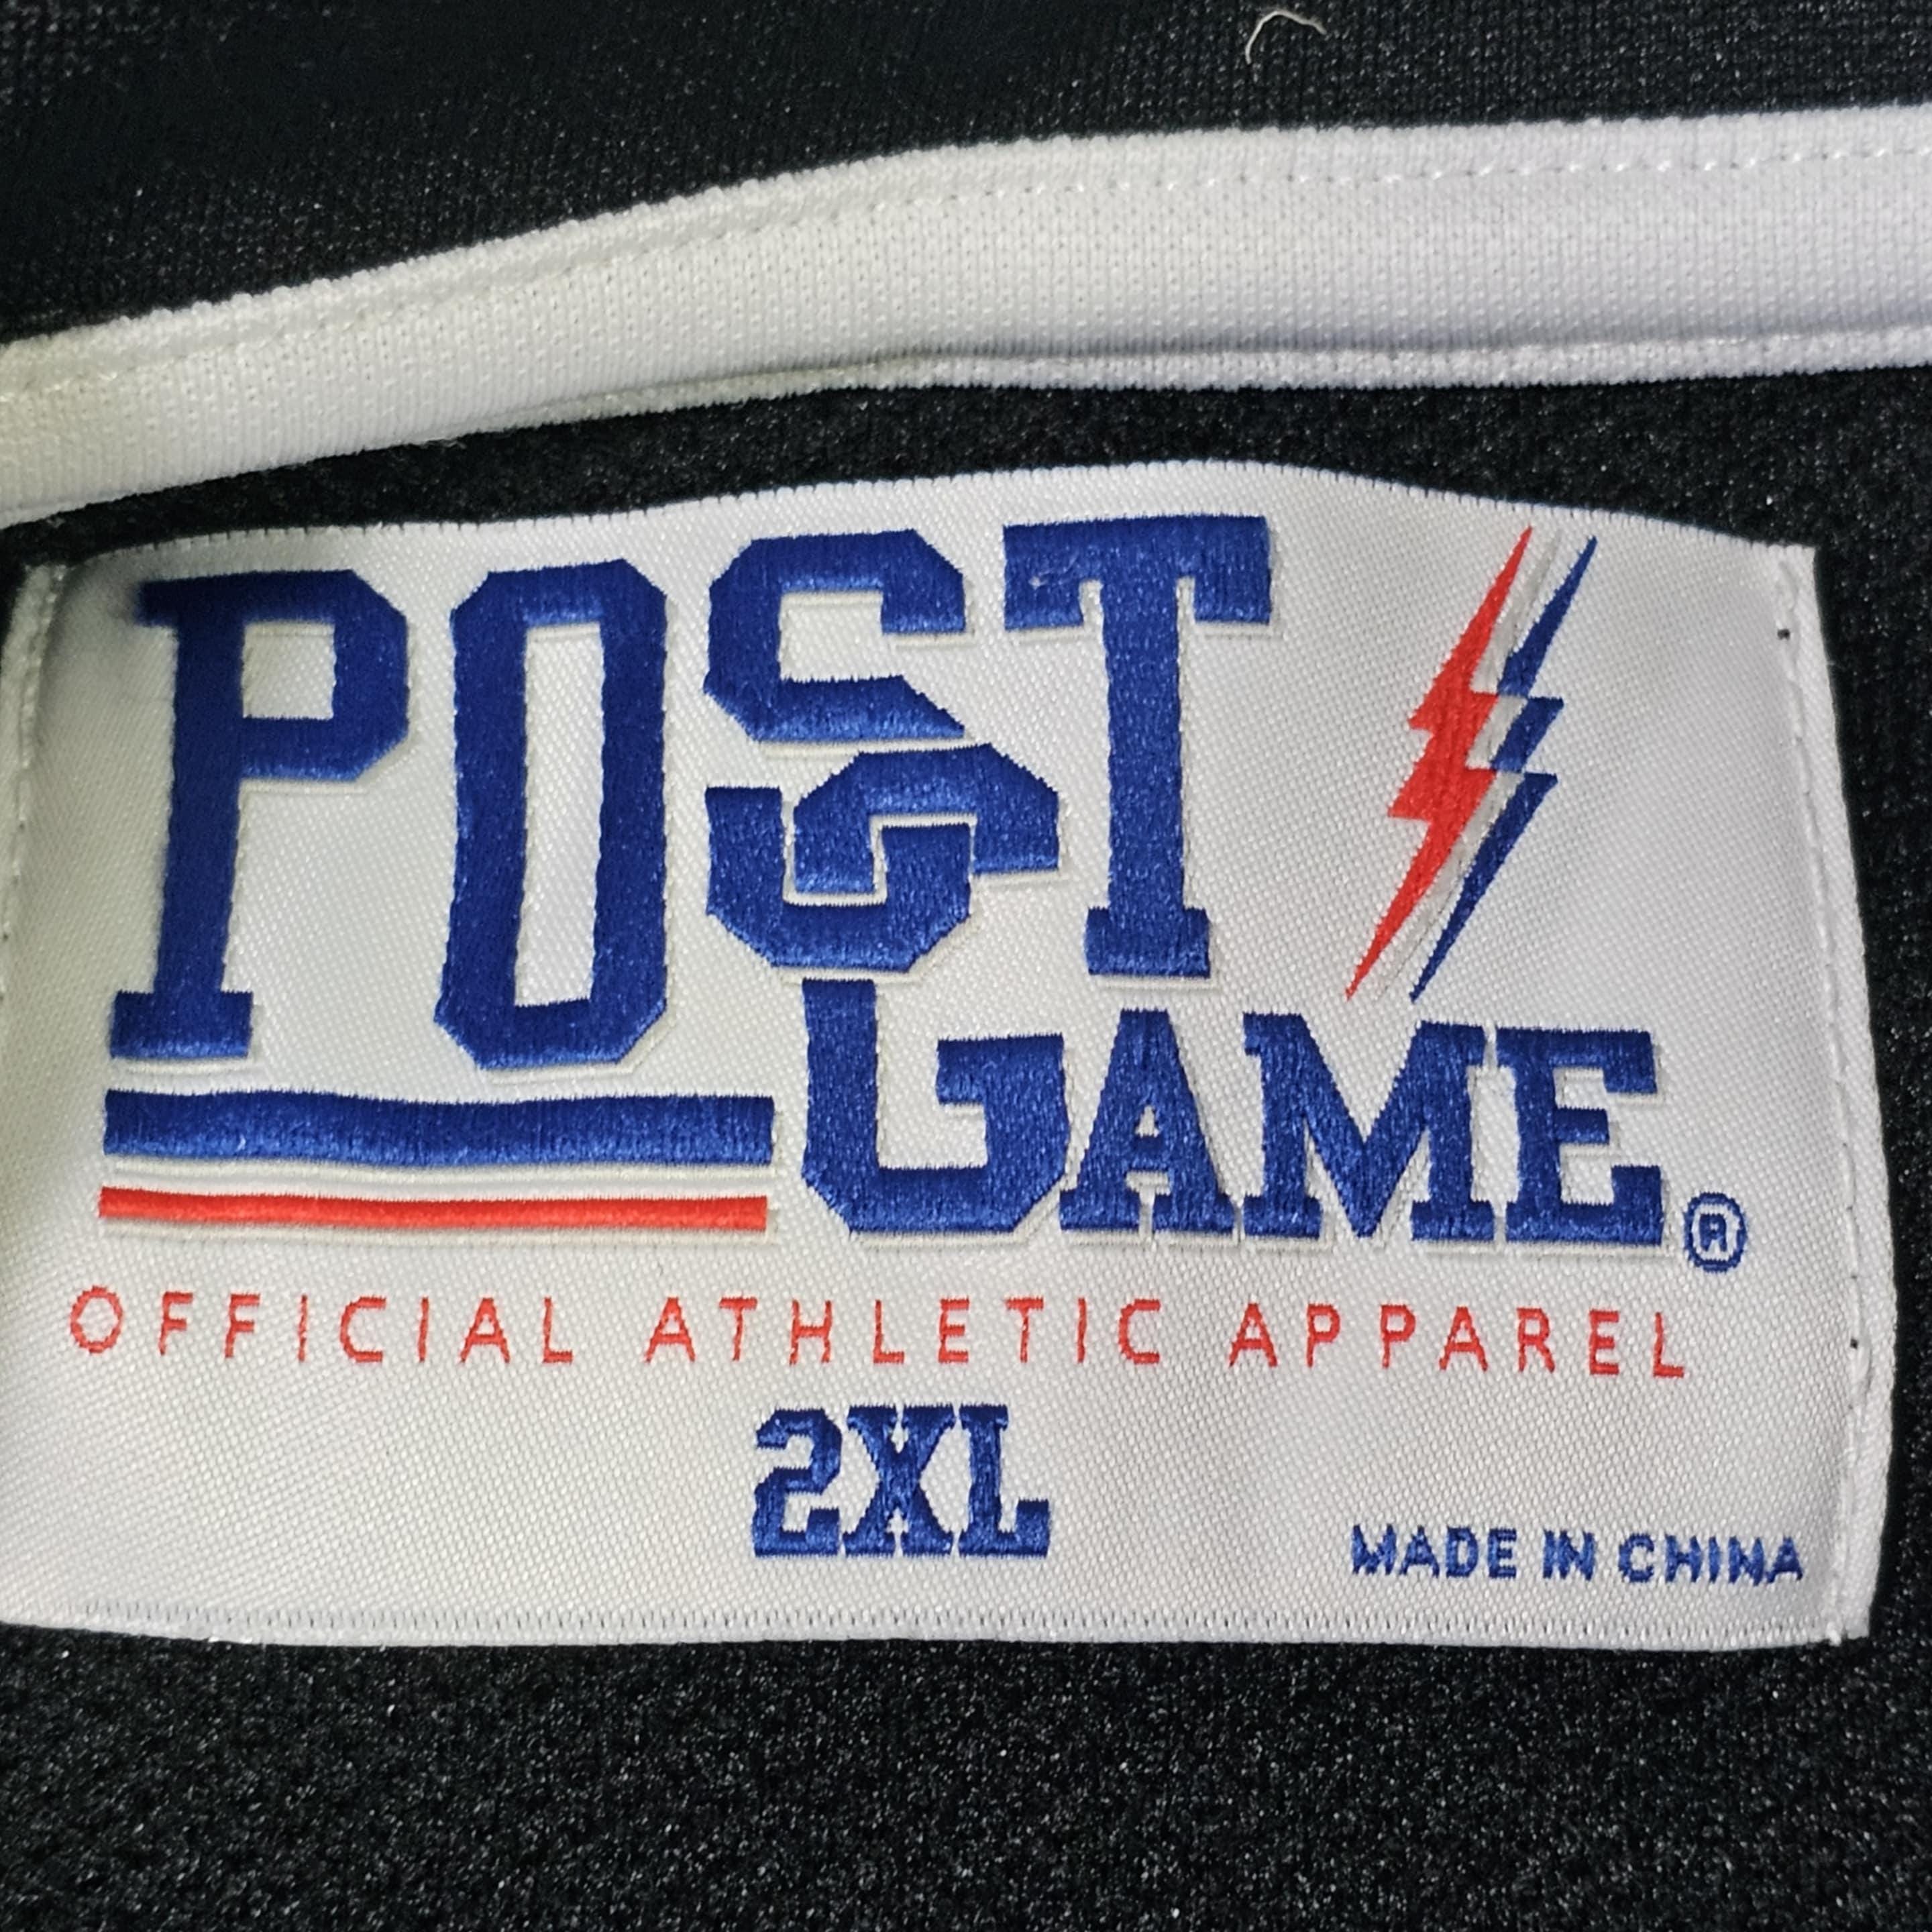 POST
GAME®
OFFICIAL ATHLETIC APPAREL
2XL
MADE IN CHINA